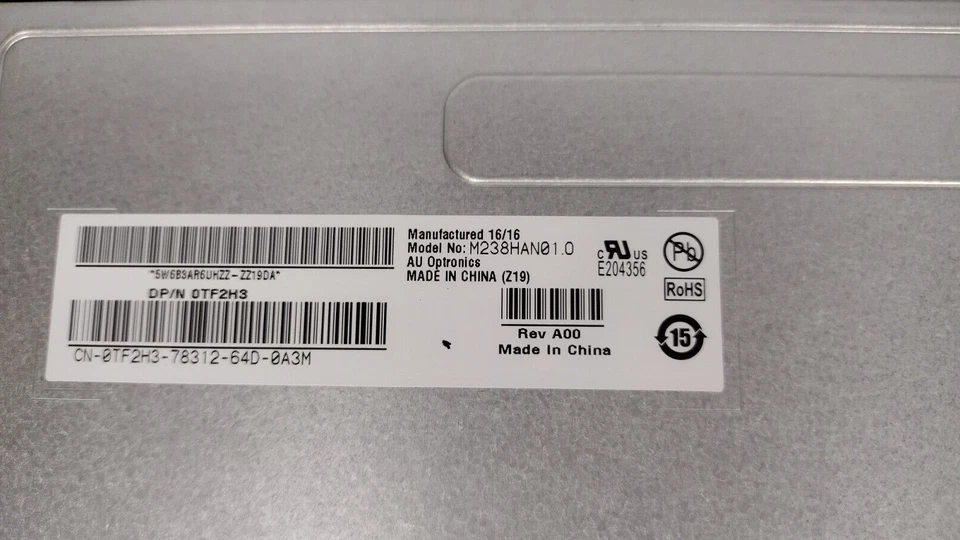 "5W6B3AR6UHZZ-ZZ19DA"
DP/N 0TF2H3
CN-0TF2H3-78312-64D-0A3M
Manufactured 16/16
Model No: M238HAN01.0
AU Optronics
MADE IN CHINA (Z19)
Rev A00
Made In China
c RU US
E204356
Pb
RoHS
15